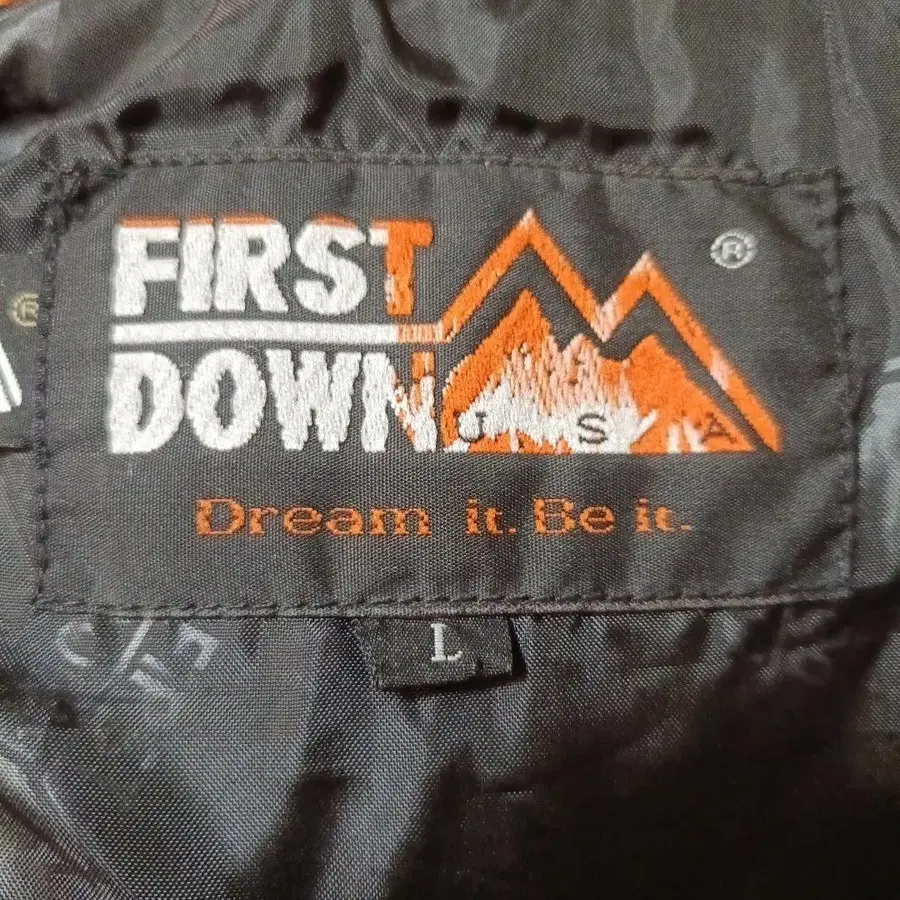 FIRST
DOWN
USA
®
Dream it. Be it.
L
®